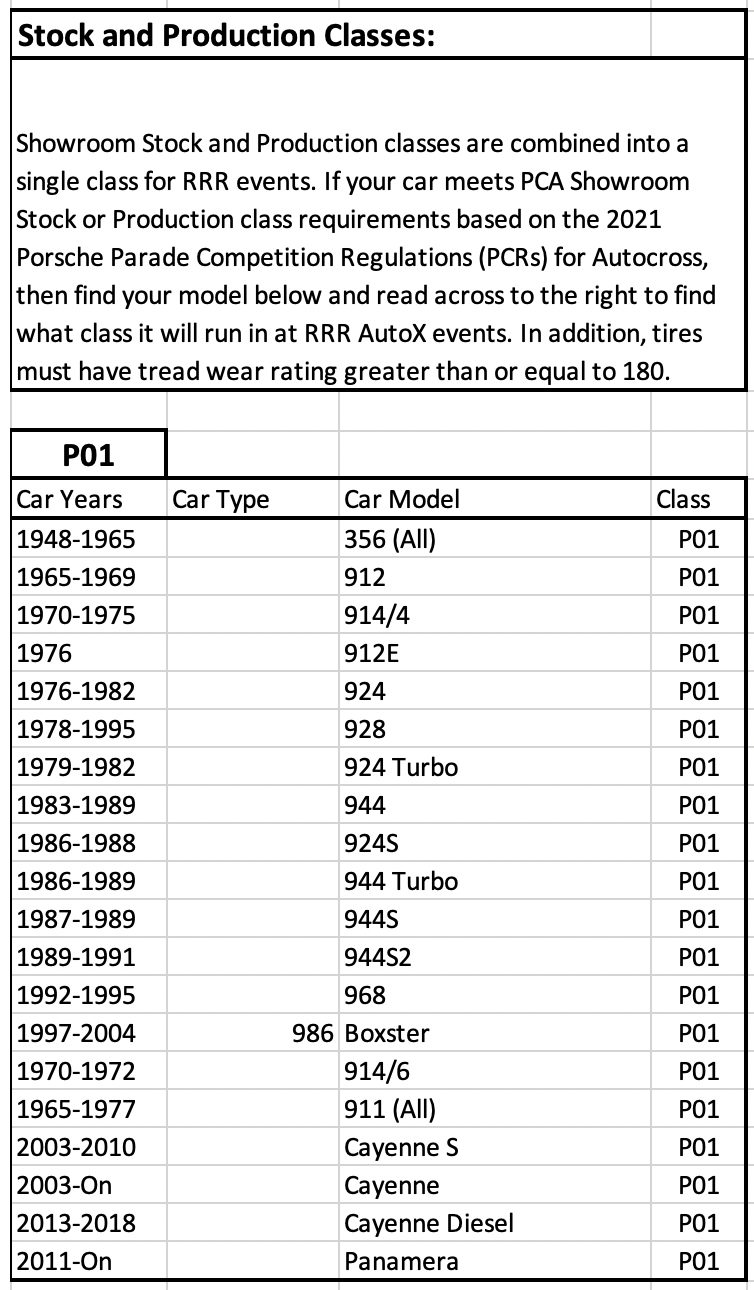 Stock and Production Classes:
Showroom Stock and Production classes are combined into a
single class for RRR events. If your car meets PCA Showroom
Stock or Production class requirements based on the 2021
Porsche Parade Competition Regulations (PCRs) for Autocross,
then find your model below and read across to the right to find
what class it will run in at RRR AutoX events. In addition, tires
must have tread wear rating greater than or equal to 180.
P01
Car Years Car Type Car Model Class
1948-1965 356 (All) P01
1965-1969 912 P01
1970-1975 914/4 P01
1976 912E P01
1976-1982 924 P01
1978-1995 928 P01
1979-1982 924 Turbo P01
1983-1989 944 P01
1986-1988 924S P01
1986-1989 944 Turbo P01
1987-1989 944S P01
1989-1991 944S2 P01
1992-1995 968 P01
1997-2004 986 Boxster P01
1970-1972 914/6 P01
1965-1977 911 (All) P01
2003-2010 Cayenne S P01
2003-On Cayenne P01
2013-2018 Cayenne Diesel P01
2011-On Panamera P01